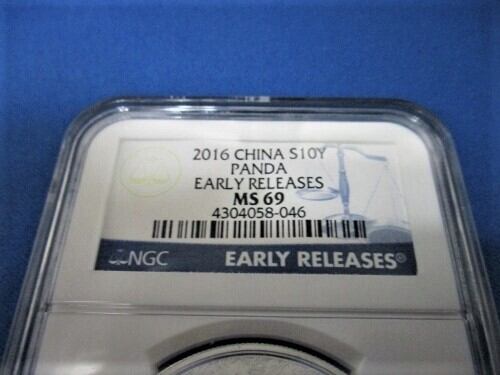 2016 CHINA S10Y
PANDA
EARLY RELEASES
MS 69
4304058-046
NGC
EARLY RELEASES®